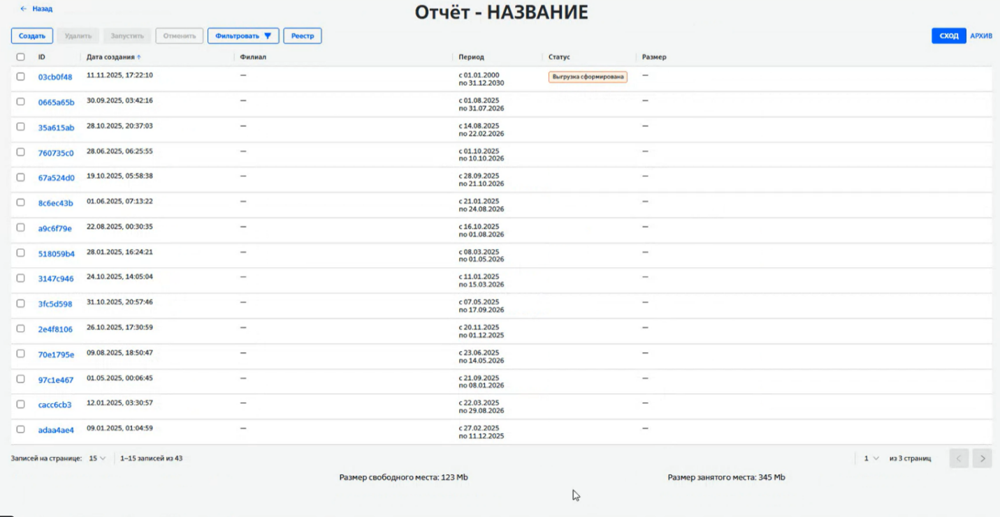 ← Назад
Отчёт - НАЗВАНИЕ
Создать Удалить Запустить Отменить Фильтровать Реестр СХОД АРХИВ
ID Дата создания ↑ Филиал Период Статус Размер
03cb0f48 11.11.2025, 17:22:10 — с 01.01.2000 Выгрузка сформирована —
по 31.12.2030
0665a65b 30.09.2025, 03:42:16 — с 01.08.2025 —
по 31.07.2026
35a615ab 28.10.2025, 20:37:03 — с 14.08.2025 —
по 22.02.2026
760735c0 28.06.2025, 06:25:55 — с 01.10.2025 —
по 10.10.2026
67a524d0 19.10.2025, 05:58:38 — с 28.09.2025 —
по 21.10.2026
8c6ec43b 01.06.2025, 07:13:22 — с 21.01.2025 —
по 24.08.2026
a9c6f79e 22.08.2025, 00:30:35 — с 16.10.2025 —
по 01.08.2026
518059b4 28.01.2025, 16:24:21 — с 08.03.2025 —
по 01.05.2026
3147c946 24.10.2025, 14:05:04 — с 11.01.2025 —
по 15.03.2026
3fc5d598 31.10.2025, 20:57:46 — с 07.05.2025 —
по 17.09.2026
2e4f8106 26.10.2025, 17:30:59 — с 20.11.2025 —
по 01.12.2025
70e1795e 09.08.2025, 18:50:47 — с 23.06.2025 —
по 14.05.2026
97c1e467 01.05.2025, 00:06:45 — с 21.09.2025 —
по 08.01.2026
cacc6cb3 12.01.2025, 03:30:57 — с 22.03.2025 —
по 29.08.2026
adaa4ae4 09.01.2025, 01:04:59 — с 27.02.2025 —
по 11.12.2025
Записей на странице: 15 1–15 записей из 43 1 из 3 страниц
Размер свободного места: 123 Mb Размер занятого места: 345 Mb